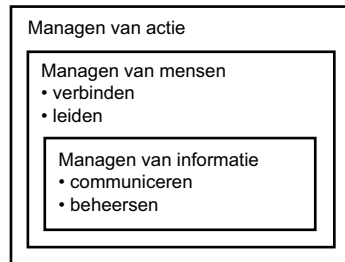 Managen van actie
Managen van mensen
• verbinden
• leiden
Managen van informatie
• communiceren
• beheersen